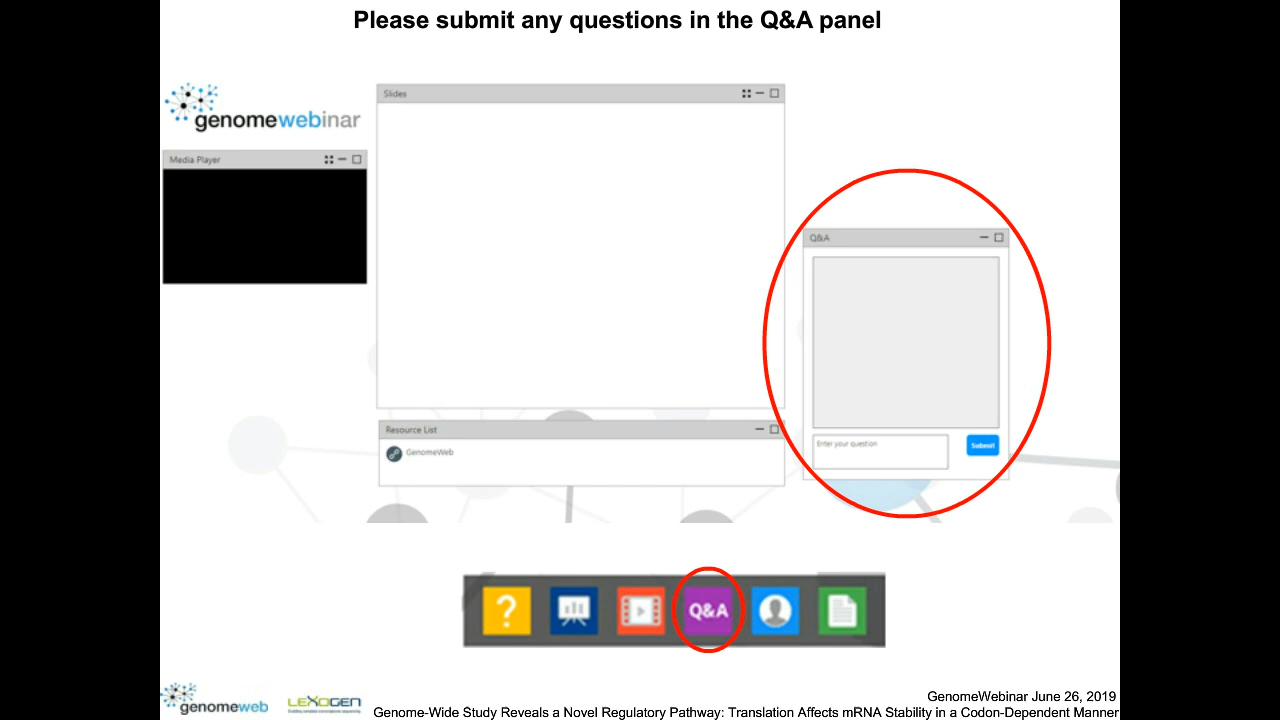 Please submit any questions in the Q&A panel
genomewebinar
Slides
Media Player
Q&A
Resource List
GenomeWeb
Enter your question
Submit
?
Q&A
genomeweb
LEXOGEN
GenomeWebinar June 26, 2019
Genome-Wide Study Reveals a Novel Regulatory Pathway: Translation Affects mRNA Stability in a Codon-Dependent Manner